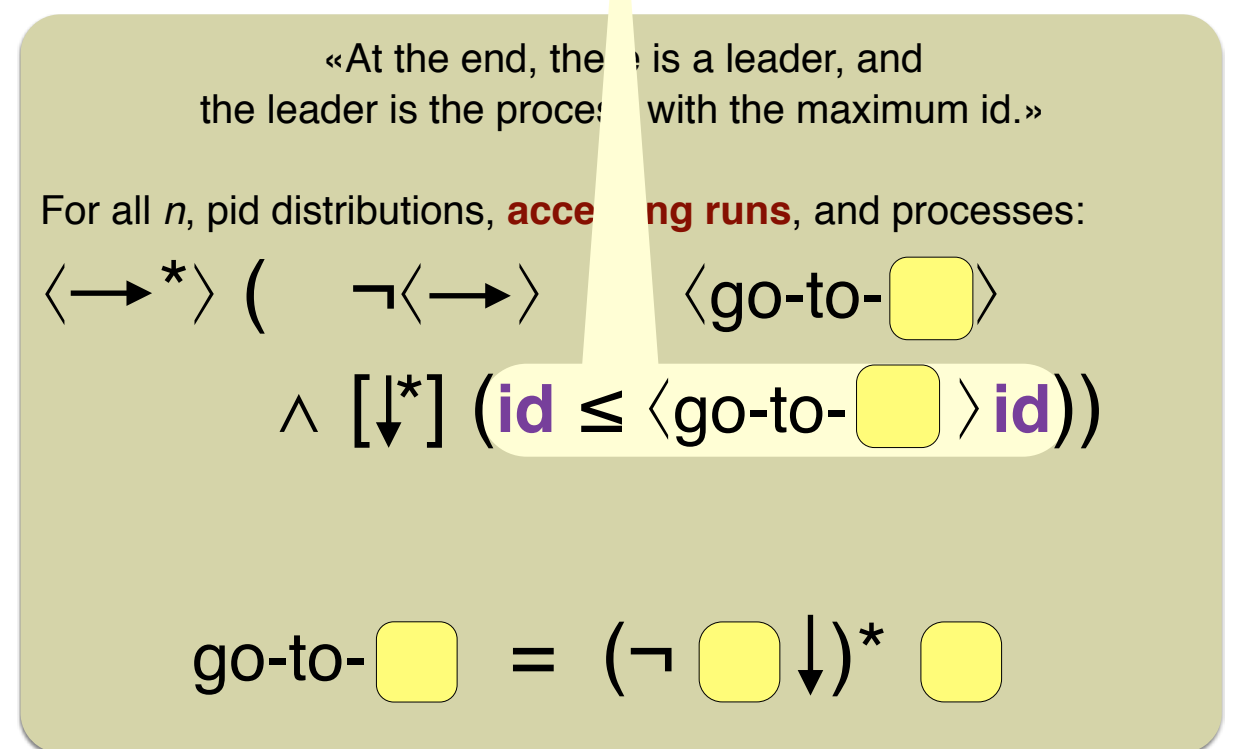 «At the end, the is a leader, and
the leader is the proces with the maximum id.»
For all n, pid distributions, acce ng runs, and processes:
⟨→*⟩ ( ¬⟨→⟩ ⟨go-to- ⟩
∧ [↓*] (id ≤ ⟨go-to- ⟩id))
go-to- = (¬ ↓)*